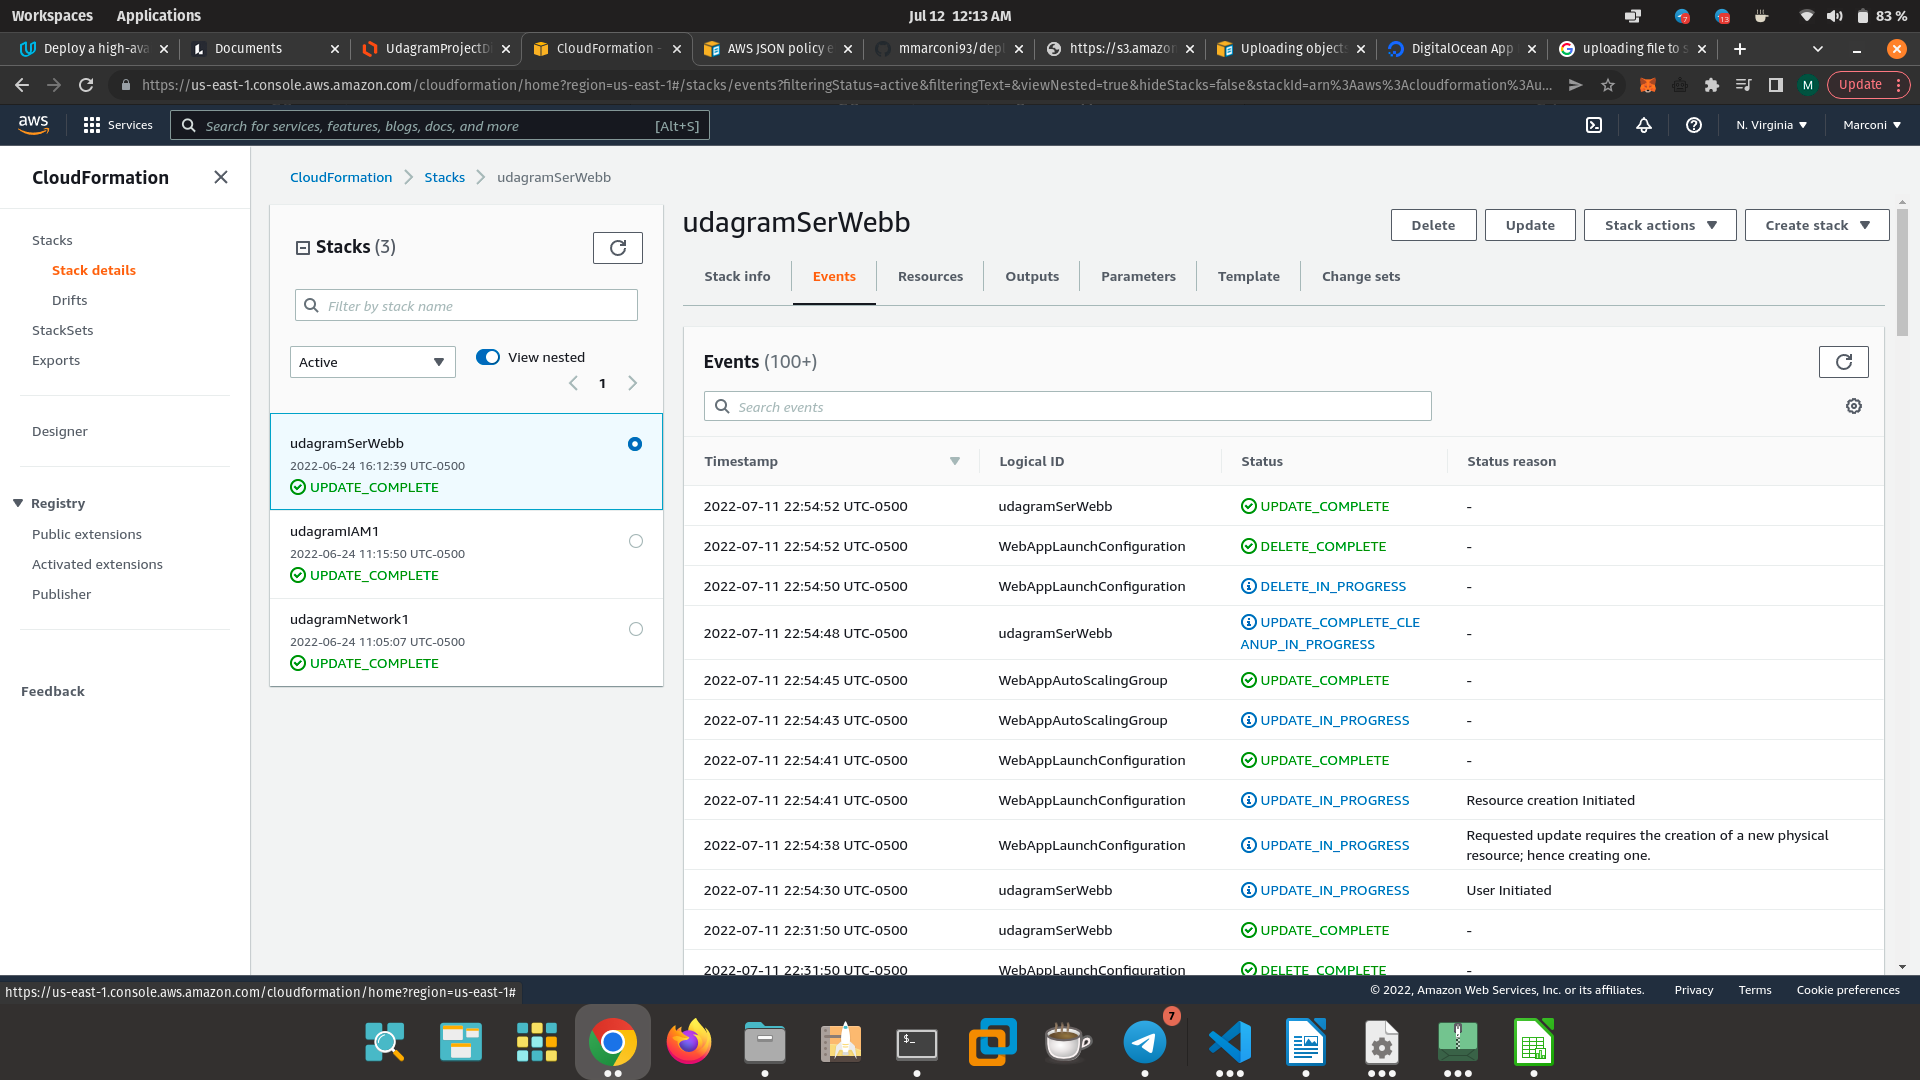 Workspaces Applications Jul 12 12:13 AM 83 %
Deploy a high-ava Documents UdagramProjectDi CloudFormation - AWS JSON policy e mmarconi93/depl https://s3.amazon Uploading objects DigitalOcean App uploading file to s
https://us-east-1.console.aws.amazon.com/cloudformation/home?region=us-east-1#/stacks/events?filteringStatus=active&filteringText=&viewNested=true&hideStacks=false&stackId=arn%3Aaws%3Acloudformation%3Au... M Update
aws Services Search for services, features, blogs, docs, and more [Alt+S] N. Virginia Marconi
CloudFormation
Stacks
Stack details
Drifts
StackSets
Exports
Designer
Registry
Public extensions
Activated extensions
Publisher
Feedback
CloudFormation Stacks udagramSerWebb
Stacks (3)
Filter by stack name
Active View nested
1
udagramSerWebb
2022-06-24 16:12:39 UTC-0500
UPDATE_COMPLETE
udagramIAM1
2022-06-24 11:15:50 UTC-0500
UPDATE_COMPLETE
udagramNetwork1
2022-06-24 11:05:07 UTC-0500
UPDATE_COMPLETE
udagramSerWebb Delete Update Stack actions Create stack
Stack info Events Resources Outputs Parameters Template Change sets
Events (100+)
Search events
Timestamp Logical ID Status Status reason
2022-07-11 22:54:52 UTC-0500 udagramSerWebb UPDATE_COMPLETE -
2022-07-11 22:54:52 UTC-0500 WebAppLaunchConfiguration DELETE_COMPLETE -
2022-07-11 22:54:50 UTC-0500 WebAppLaunchConfiguration DELETE_IN_PROGRESS -
2022-07-11 22:54:48 UTC-0500 udagramSerWebb UPDATE_COMPLETE_CLE
ANUP_IN_PROGRESS -
2022-07-11 22:54:45 UTC-0500 WebAppAutoScalingGroup UPDATE_COMPLETE -
2022-07-11 22:54:43 UTC-0500 WebAppAutoScalingGroup UPDATE_IN_PROGRESS -
2022-07-11 22:54:41 UTC-0500 WebAppLaunchConfiguration UPDATE_COMPLETE -
2022-07-11 22:54:41 UTC-0500 WebAppLaunchConfiguration UPDATE_IN_PROGRESS Resource creation Initiated
2022-07-11 22:54:38 UTC-0500 WebAppLaunchConfiguration UPDATE_IN_PROGRESS Requested update requires the creation of a new physical
resource; hence creating one.
2022-07-11 22:54:30 UTC-0500 udagramSerWebb UPDATE_IN_PROGRESS User Initiated
2022-07-11 22:31:50 UTC-0500 udagramSerWebb UPDATE_COMPLETE -
2022-07-11 22:31:50 UTC-0500 WebAppLaunchConfiguration DELETE_COMPLETE -
https://us-east-1.console.aws.amazon.com/cloudformation/home?region=us-east-1# © 2022, Amazon Web Services, Inc. or its affiliates. Privacy Terms Cookie preferences
$_ 7